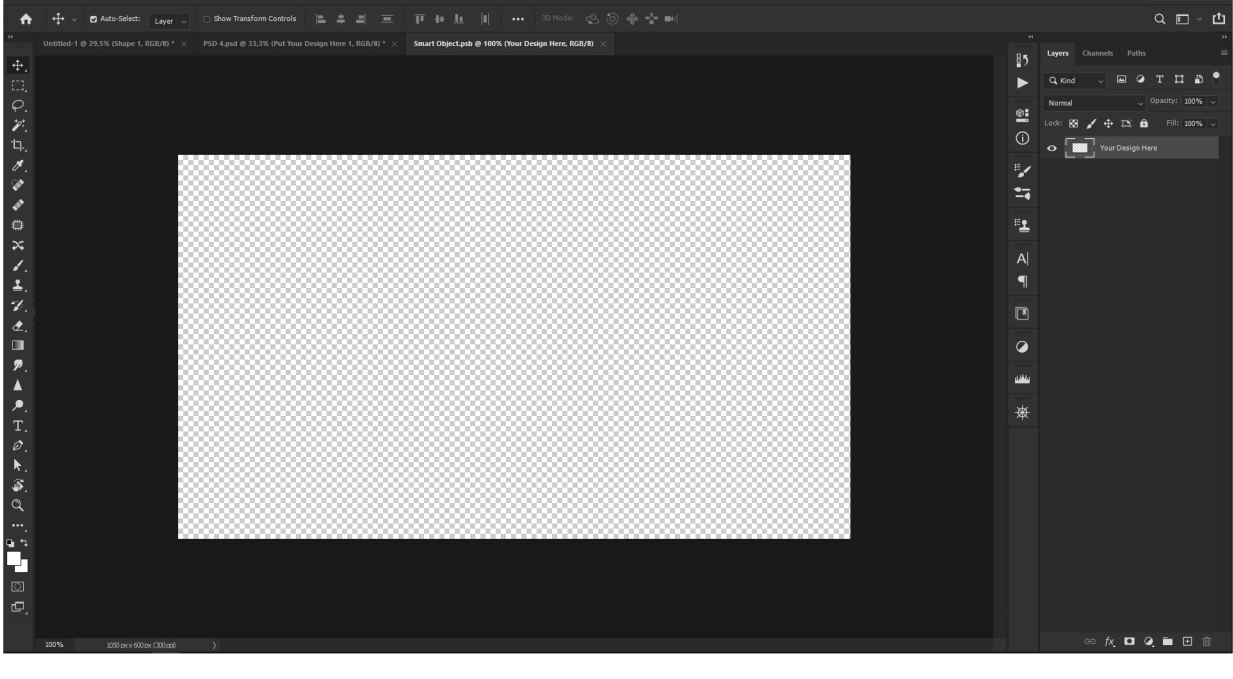 Auto-Select: Layer Show Transform Controls 3D Mode:
Untitled-1 @ 29,5% (Shape 1, RGB/8) * × PSD 4.psd @ 33,3% (Put Your Design Here 1, RGB/8) * × Smart Object.psb @ 100% (Your Design Here, RGB/8) ×
Layers Channels Paths
Kind
Normal Opacity: 100%
Lock: Fill: 100%
Your Design Here
100% 1050 px x 600 px (300 ppi)